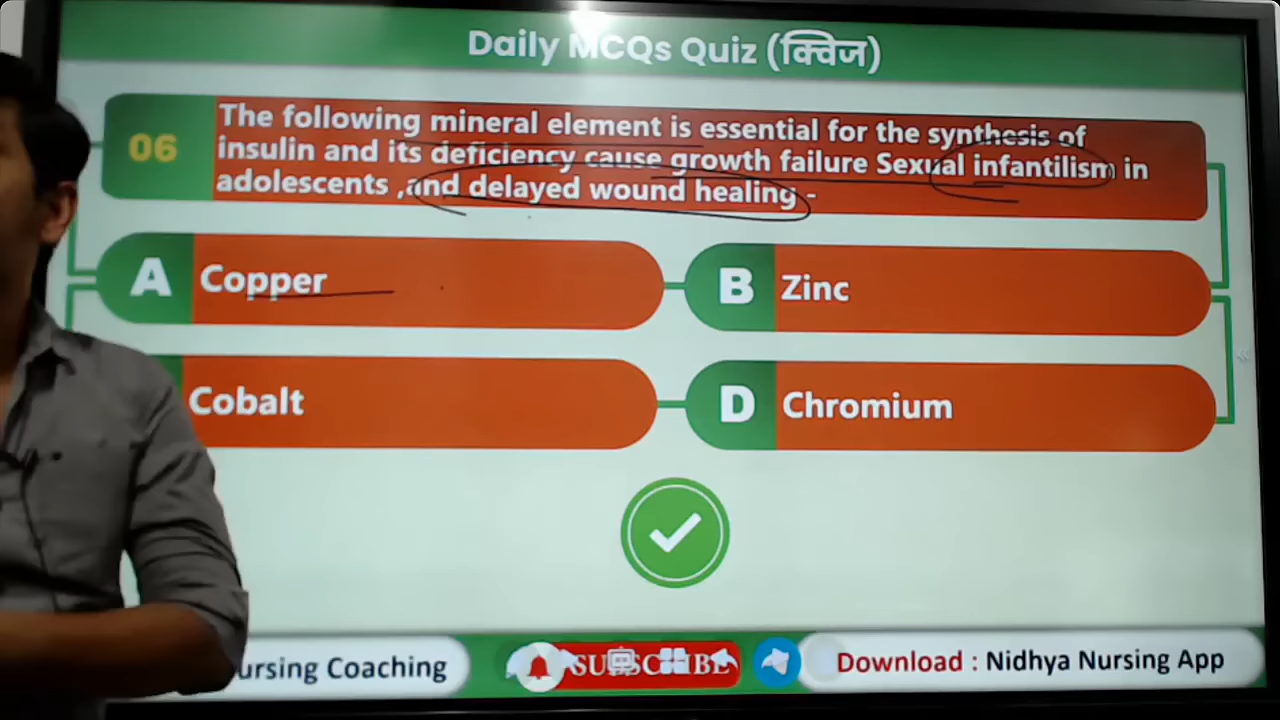 Daily MCQs Quiz (क्विज)
06
The following mineral element is essential for the synthesis of
insulin and its deficiency cause growth failure Sexual infantilism in
adolescents ,and delayed wound healing -
A Copper
B Zinc
Cobalt
D Chromium
ursing Coaching
SUBSCRIBE
Download : Nidhya Nursing App